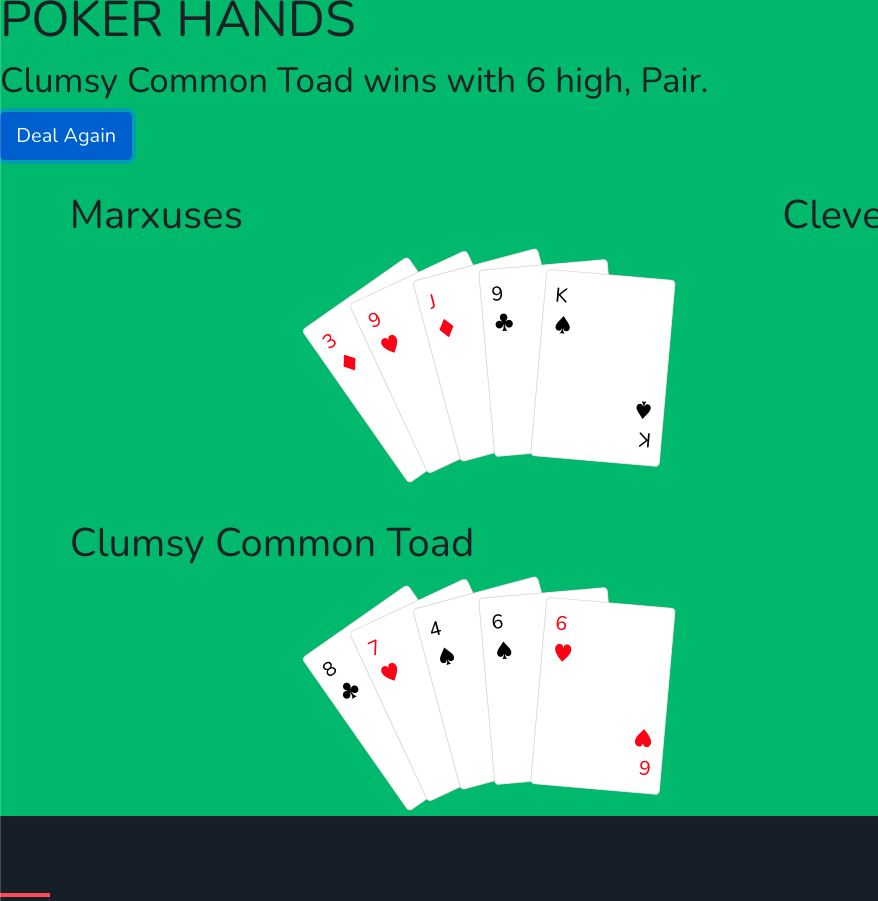 POKER HANDS
Clumsy Common Toad wins with 6 high, Pair.
Deal Again
Marxuses
Cleve
3
9
J
9
K
K
Clumsy Common Toad
8
7
4
6
6
6